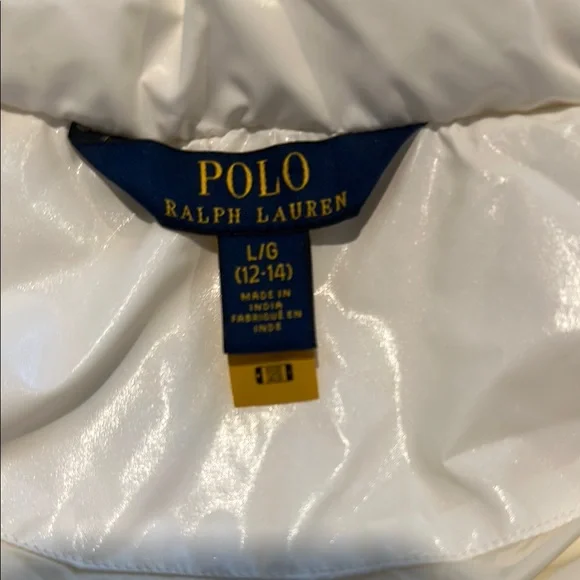 POLO
RALPH LAUREN
L/G
(12-14)
MADE IN
INDIA
FABRIQUÉ EN
INDE